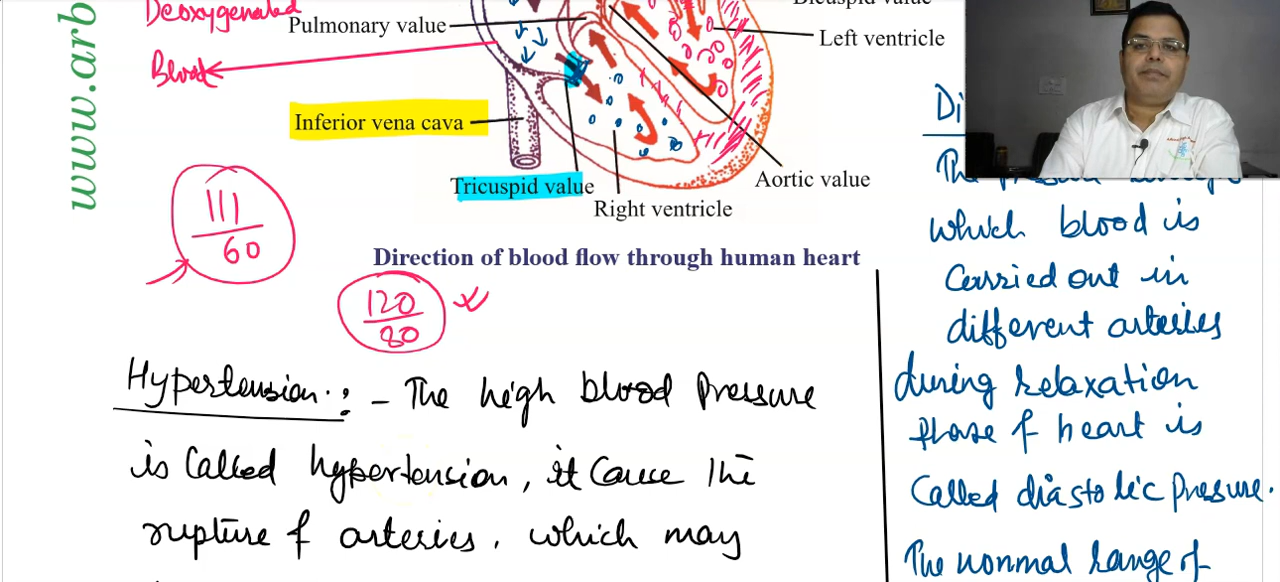 Deoxygenated
Blood
www.arb
Pulmonary value
Left ventricle
Inferior vena cava
Tricuspid value
Right ventricle
Aortic value
Direction of blood flow through human heart
111
60
120
80
Hypertension : - The high blood pressure
is called hypertension, it cause the
rupture of arteries, which may
which blood is
carried out in
different arteries
during relaxation
phase of heart is
called diastolic pressure.
The nonmal range of